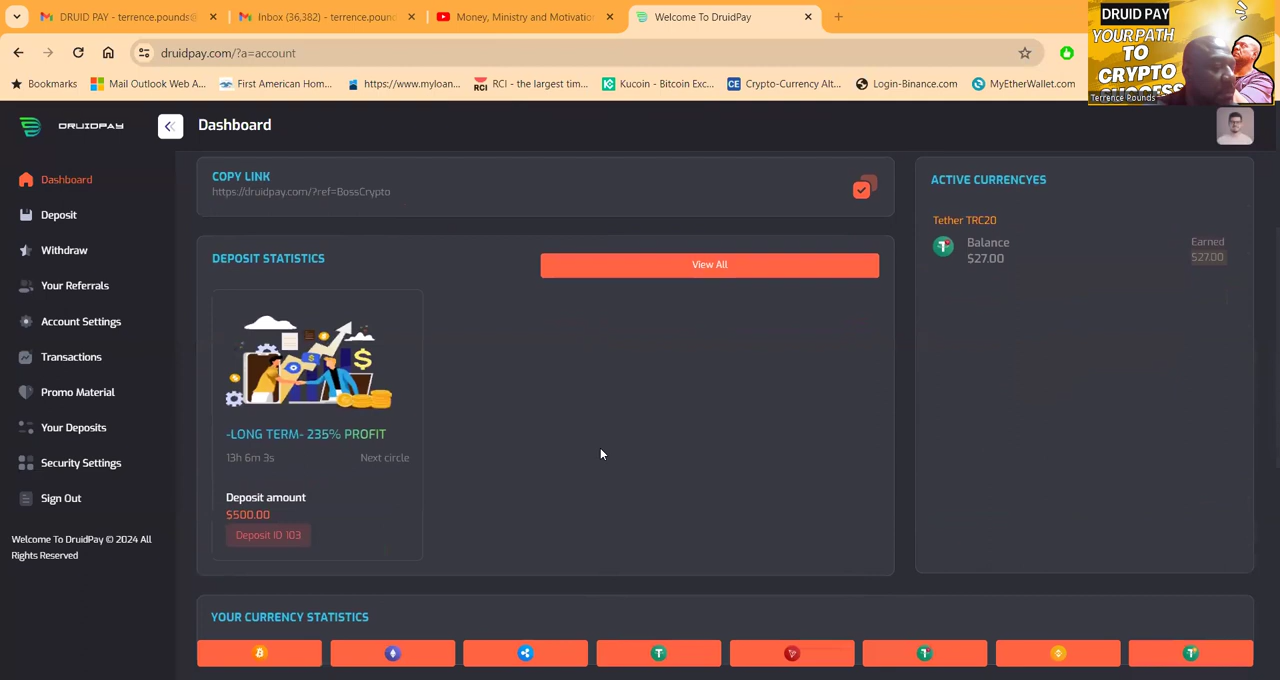 DRUID PAY - terrence.pounds@
Inbox (36,382) - terrence.poun
Money, Ministry and Motivatio
Welcome To DruidPay
druidpay.com/?a=account
Bookmarks
Mail Outlook Web A...
First American Hom...
https://www.myloan...
RCI - the largest tim...
Kucoin - Bitcoin Exc...
Crypto-Currency Alt...
Login-Binance.com
MyEtherWallet.com
DRUID PAY
YOUR PATH
TO
CRYPTO
Terrence Pounds
DRUIDPAY
Dashboard
Dashboard
Deposit
Withdraw
Your Referrals
Account Settings
Transactions
Promo Material
Your Deposits
Security Settings
Sign Out
Welcome To DruidPay © 2024 All
Rights Reserved
COPY LINK
https://druidpay.com/?ref=BossCrypto
DEPOSIT STATISTICS
View All
-LONG TERM- 235% PROFIT
13h 6m 3s
Next circle
Deposit amount
$500.00
Deposit ID 103
ACTIVE CURRENCYES
Tether TRC20
Balance
Earned
$27.00
$27.00
YOUR CURRENCY STATISTICS